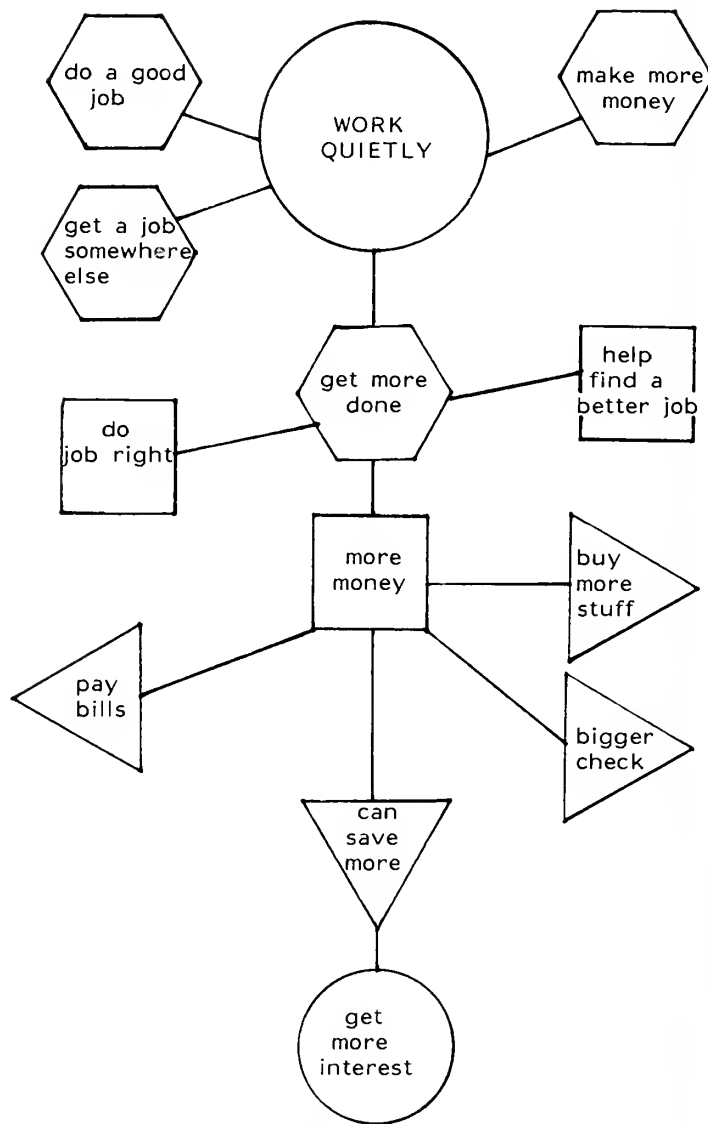 do a good
job
WORK
QUIETLY
make more
money
get a job
somewhere
else
get more
done
help
find a
better job
do
job right
more
money
buy
more
stuff
pay
bills
bigger
check
can
save
more
get
more
interest